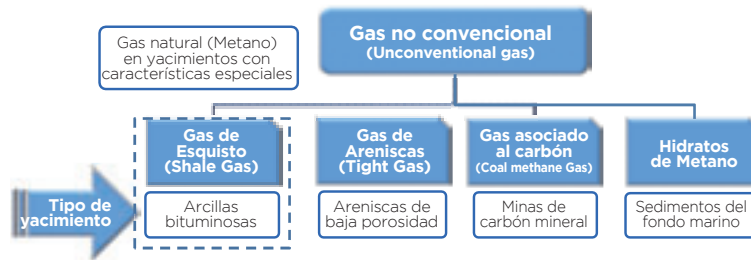 Gas no convencional
(Unconventional gas)
Gas natural (Metano)
en yacimientos con
características especiales
Gas de
Esquisto
(Shale Gas)
Gas de
Areniscas
(Tight Gas)
Gas asociado
al carbón
(Coal methane Gas)
Hidratos
de Metano
Tipo de
yacimiento
Arcillas
bituminosas
Areniscas de
baja porosidad
Minas de
carbón mineral
Sedimentos del
fondo marino